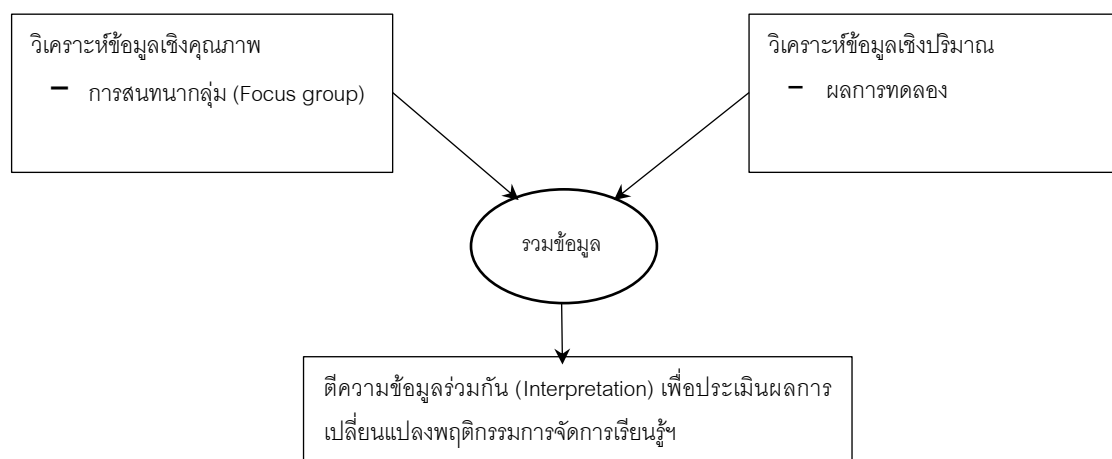 วิเคราะห์ข้อมูลเชิงคุณภาพ
– การสนทนากลุ่ม (Focus group)
วิเคราะห์ข้อมูลเชิงปริมาณ
– ผลการทดลอง
รวมข้อมูล
ตีความข้อมูลร่วมกัน (Interpretation) เพื่อประเมินผลการ
เปลี่ยนแปลงพฤติกรรมการจัดการเรียนรู้ฯ